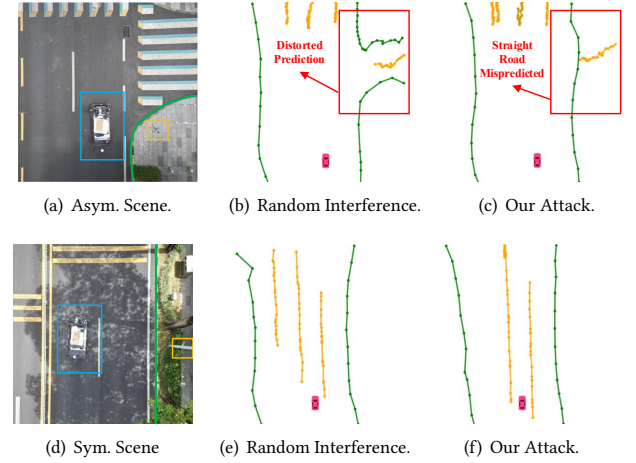 Distorted
Prediction
Straight
Road
Mispredicted
(a) Asym. Scene.
(b) Random Interference.
(c) Our Attack.
(d) Sym. Scene
(e) Random Interference.
(f) Our Attack.